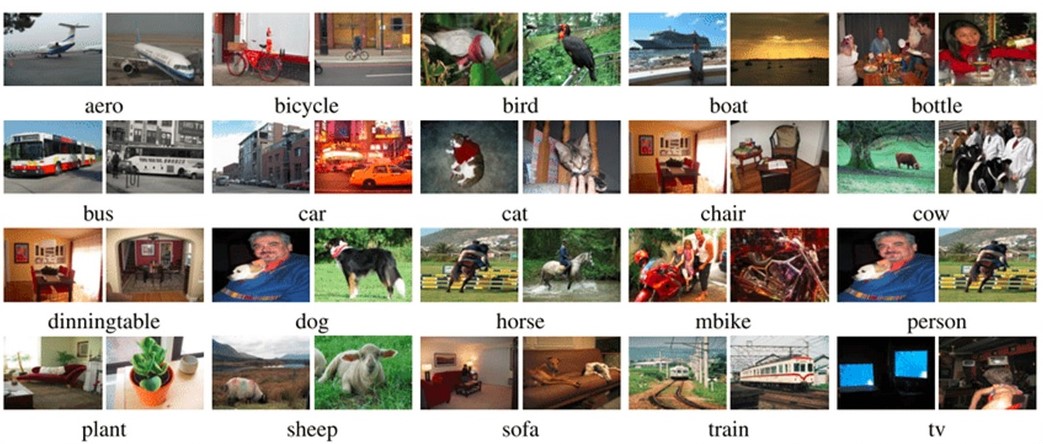 aero bicycle bird boat bottle
bus car cat chair cow
dinningtable dog horse mbike person
plant sheep sofa train tv